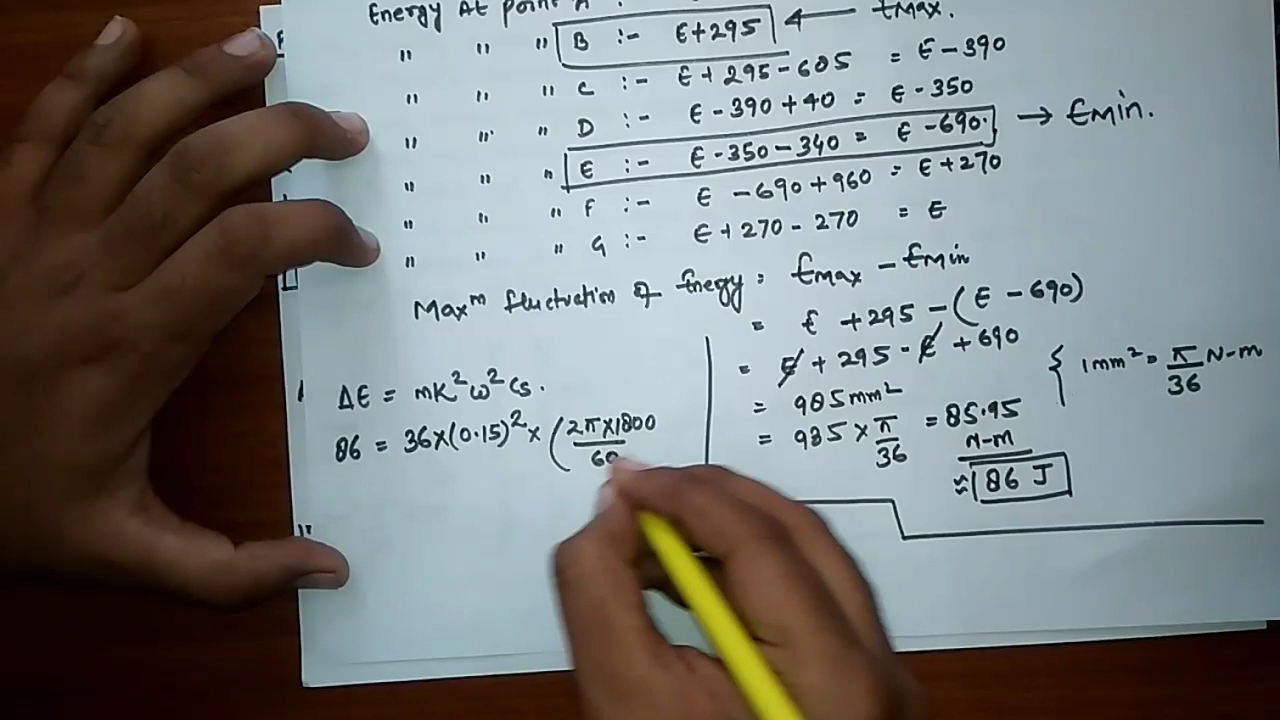 Energy At point A :
" " " B :- E+295 ← Emax.
" " " C :- E+295-685 = E-390
" " " D :- E-390+40 = E-350
" " " E :- E-350-340 = E-690. → Emin.
" " " F :- E-690+960 = E+270
" " " G :- E+270-270 = E
Maxm fluctuation of Energy = Emax - Emin
= E +295 -(E - 690)
= E + 295 - E + 690
= 985mm²
{ 1mm² = π/36 N-m
= 985 × π/36 = 85.95 N-m
≈ 86 J
ΔE = mK²ω²Cs.
86 = 36×(0.15)²×(2π×1800/60